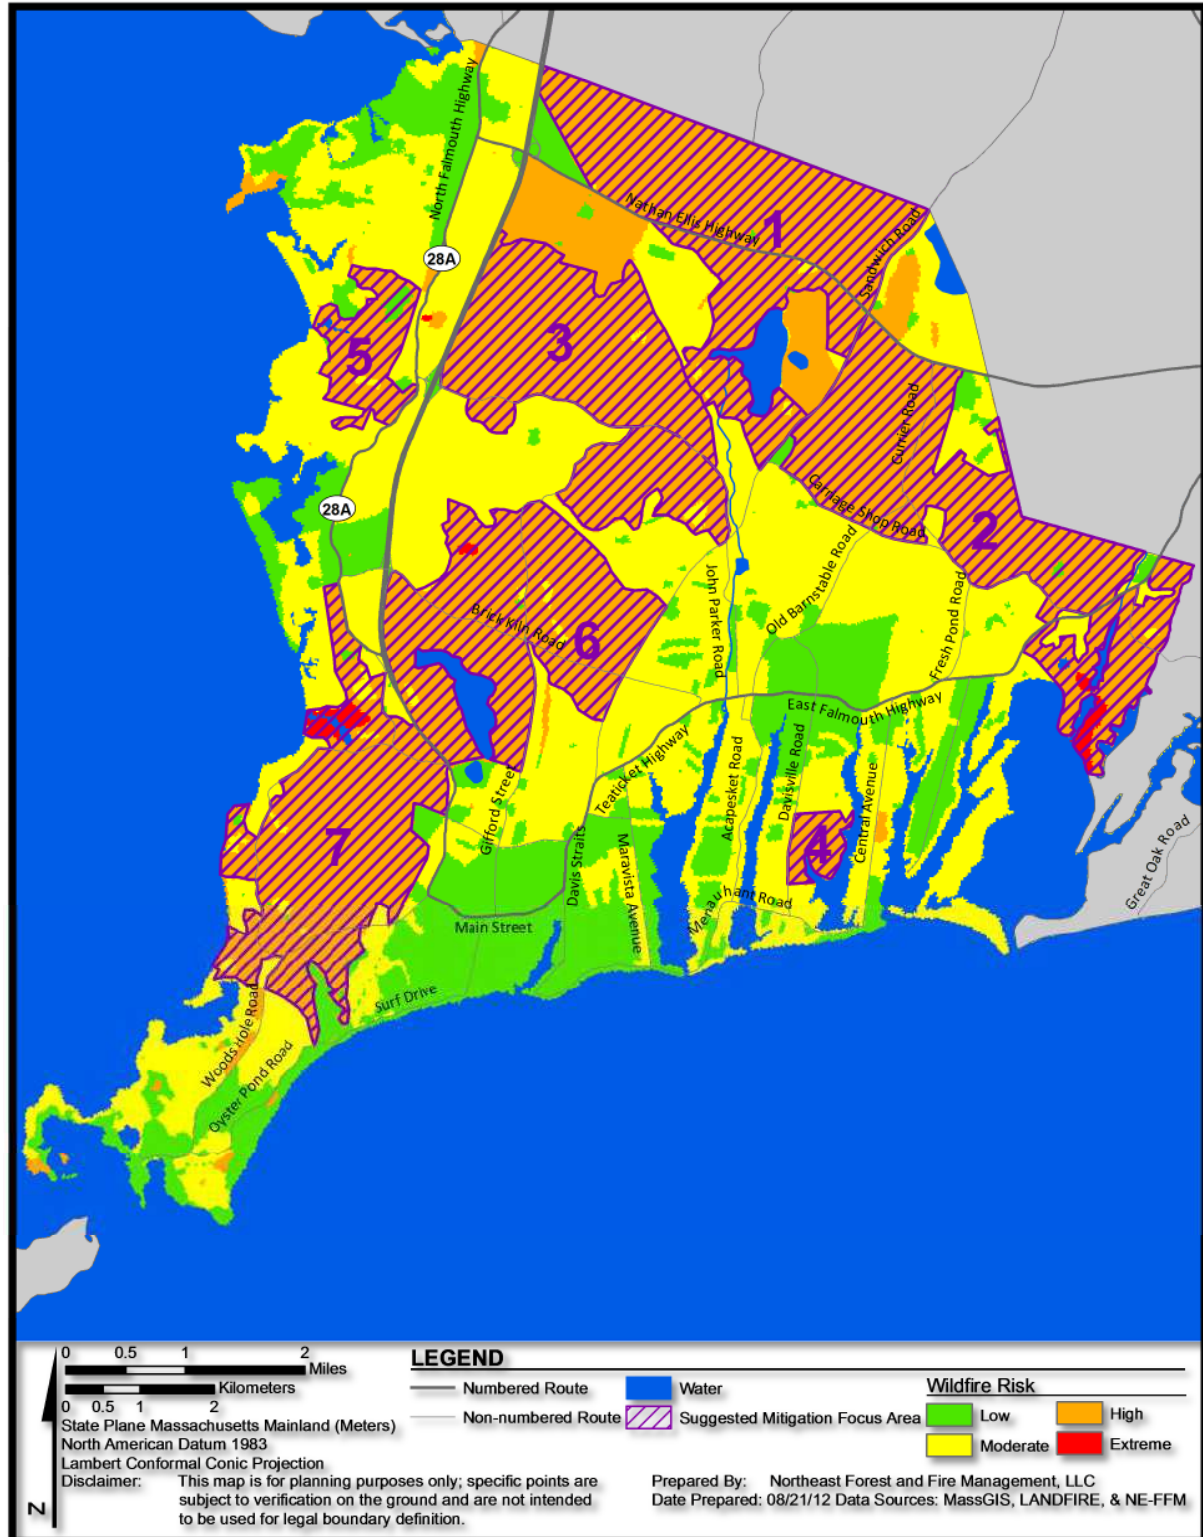 North Falmouth Highway
Nathan Ellis Highway
1
Sandwich Road
28A
3
5
Currier Road
28A
Carriage Shop Road
2
Old Barnstable Road
John Parker Road
Fresh Pond Road
Brick Kiln Road
6
East Falmouth Highway
Teaticket Highway
Acapesket Road
Davisville Road
Central Avenue
Gifford Street
7
4
Davis Straits
Maravista Avenue
Great Oak Road
Menauhant Road
Main Street
Surf Drive
Woods Hole Road
Oyster Pond Road
0 0.5 1 2
Miles
Kilometers
0 0.5 1 2
State Plane Massachusetts Mainland (Meters)
North American Datum 1983
Lambert Conformal Conic Projection
N
LEGEND
Numbered Route
Non-numbered Route
Water
Suggested Mitigation Focus Area
Wildfire Risk
Low
Moderate
High
Extreme
Disclaimer: This map is for planning purposes only; specific points are
subject to verification on the ground and are not intended
to be used for legal boundary definition.
Prepared By: Northeast Forest and Fire Management, LLC
Date Prepared: 08/21/12 Data Sources: MassGIS, LANDFIRE, & NE-FFM